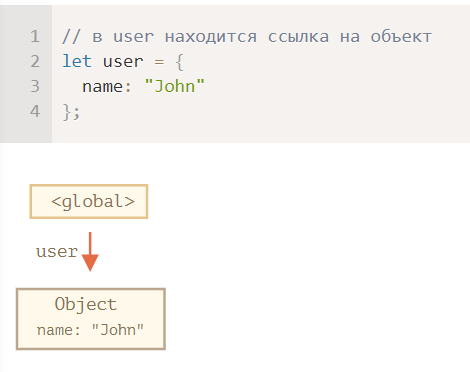 1 // в user находится ссылка на объект
2 let user = {
3   name: "John"
4 };
<global>
user
Object
name: "John"